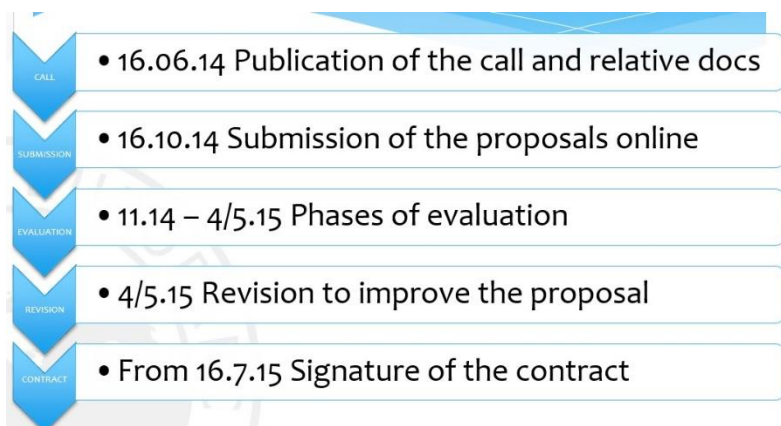 CALL
• 16.06.14 Publication of the call and relative docs
SUBMISSION
• 16.10.14 Submission of the proposals online
EVALUATION
• 11.14 – 4/5.15 Phases of evaluation
REVISION
• 4/5.15 Revision to improve the proposal
CONTRACT
• From 16.7.15 Signature of the contract